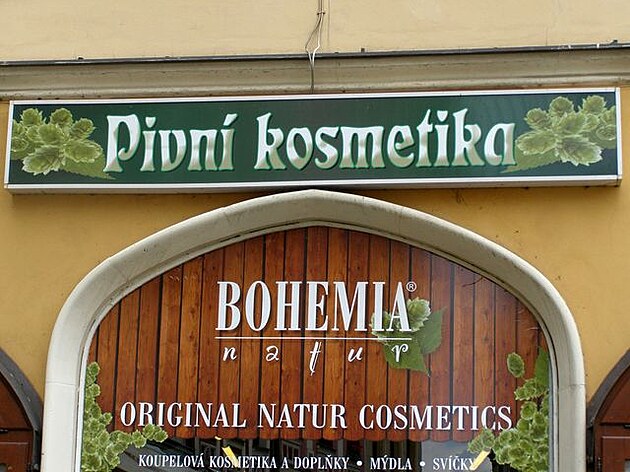 Pivní kosmetika
BOHEMIA®
natur
ORIGINAL NATUR COSMETICS
KOUPELOVÁ KOSMETIKA A DOPLŇKY • MÝDLA • SVÍČKY